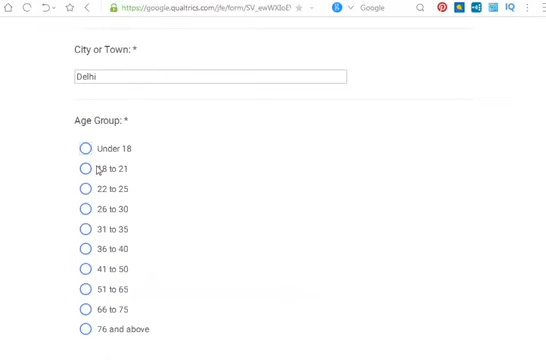 https://google.qualtrics.com/jfe/form/SV_ewWXIoE
Google
IQ
City or Town: *
Delhi
Age Group: *
Under 18
18 to 21
22 to 25
26 to 30
31 to 35
36 to 40
41 to 50
51 to 65
66 to 75
76 and above